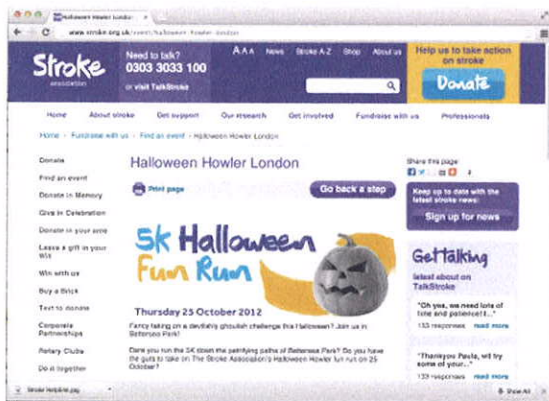 Halloween Howler London
www.stroke.org.uk/event/halloween-howler-london
Stroke
association
Need to talk?
0303 3033 100
or visit TalkStroke
A A A News Stroke A-Z Shop About us
Help us to take action
on stroke
Donate
Home About stroke Get support Our research Get involved Fundraise with us Professionals
Home Fundraise with us Find an event Halloween Howler London
Donate
Find an event
Donate in Memory
Give in Celebration
Donate in your area
Leave a gift in your
Will
Win with us
Buy a Brick
Text to donate
Corporate
Partnerships
Rotary Clubs
Do it together
Halloween Howler London
Print page
Go back a step
5k Halloween
Fun Run
Thursday 25 October 2012
Fancy taking on a devilishly ghoulish challenge this Halloween? Join us in
Battersea Park!
Dare you run the 5K down the petrifying paths of Battersea Park? Do you have
the guts to take on The Stroke Association's Halloween Howler fun run on 25
October?
Share this page
Keep up to date with the
latest stroke news:
Sign up for news
Get talking
latest about on
TalkStroke
"Oh yes, we need lots of
time and patience!!..."
133 responses read more
"Thankyou Paula, wil try
some of your..."
133 responses read more
Stroke Helpline.jpg
Show All